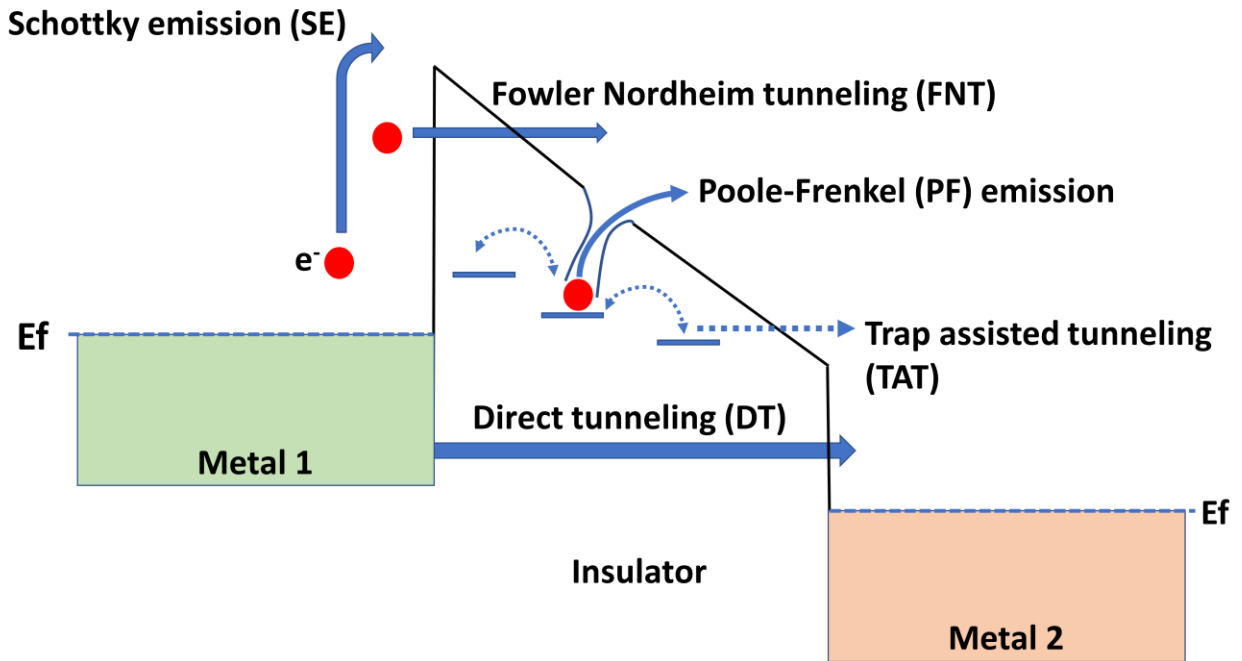 Schottky emission (SE)
Fowler Nordheim tunneling (FNT)
Poole-Frenkel (PF) emission
e-
Ef
Trap assisted tunneling
(TAT)
Direct tunneling (DT)
Metal 1
Ef
Insulator
Metal 2